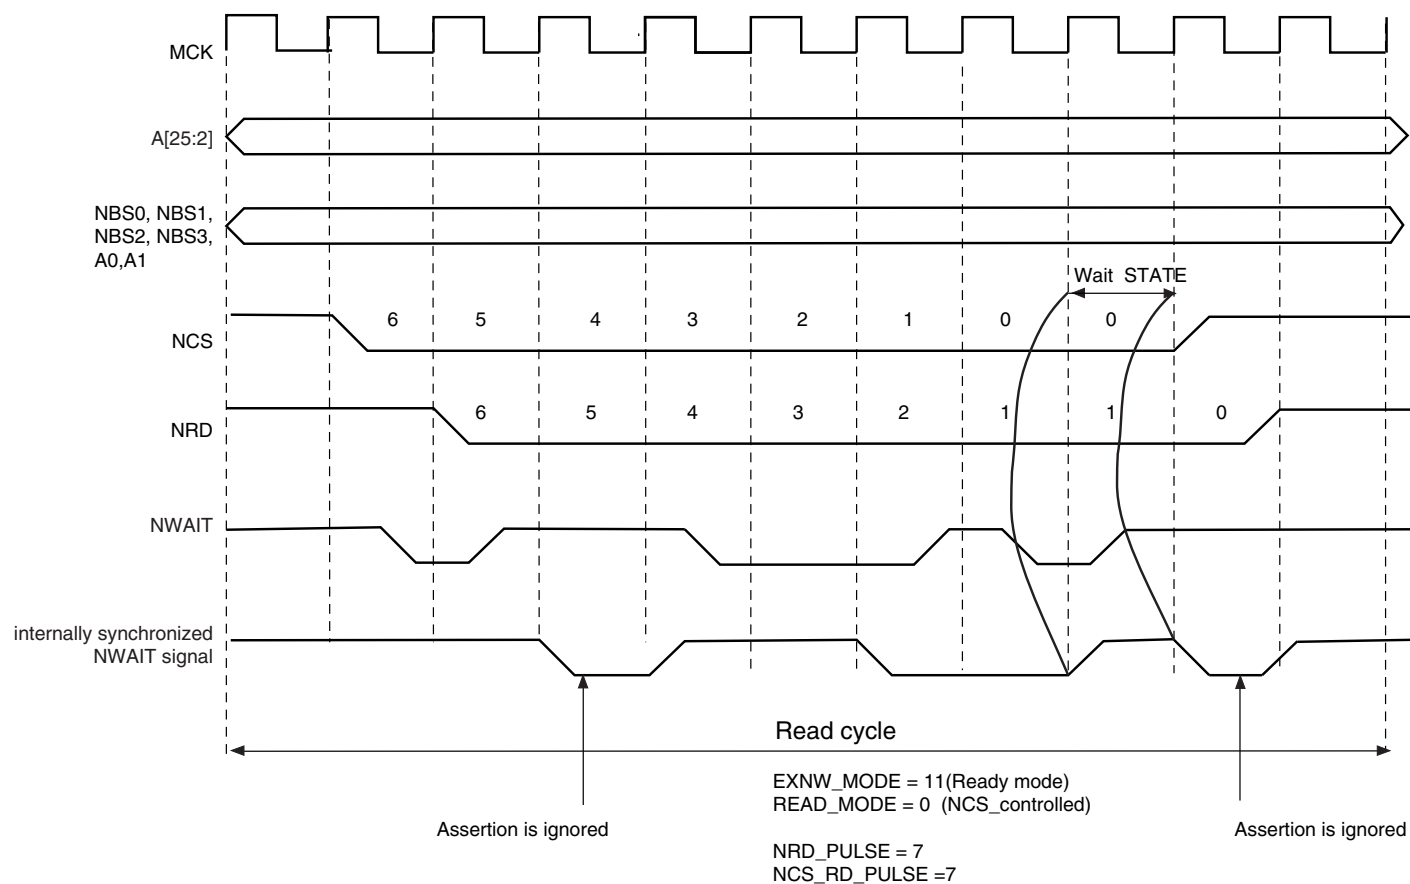 MCK
A[25:2]
NBS0, NBS1,
NBS2, NBS3,
A0,A1
Wait STATE
NCS
6 5 4 3 2 1 0 0
NRD
6 5 4 3 2 1 1 0
NWAIT
internally synchronized
NWAIT signal
Read cycle
EXNW_MODE = 11(Ready mode)
READ_MODE = 0 (NCS_controlled)
Assertion is ignored
Assertion is ignored
NRD_PULSE = 7
NCS_RD_PULSE =7